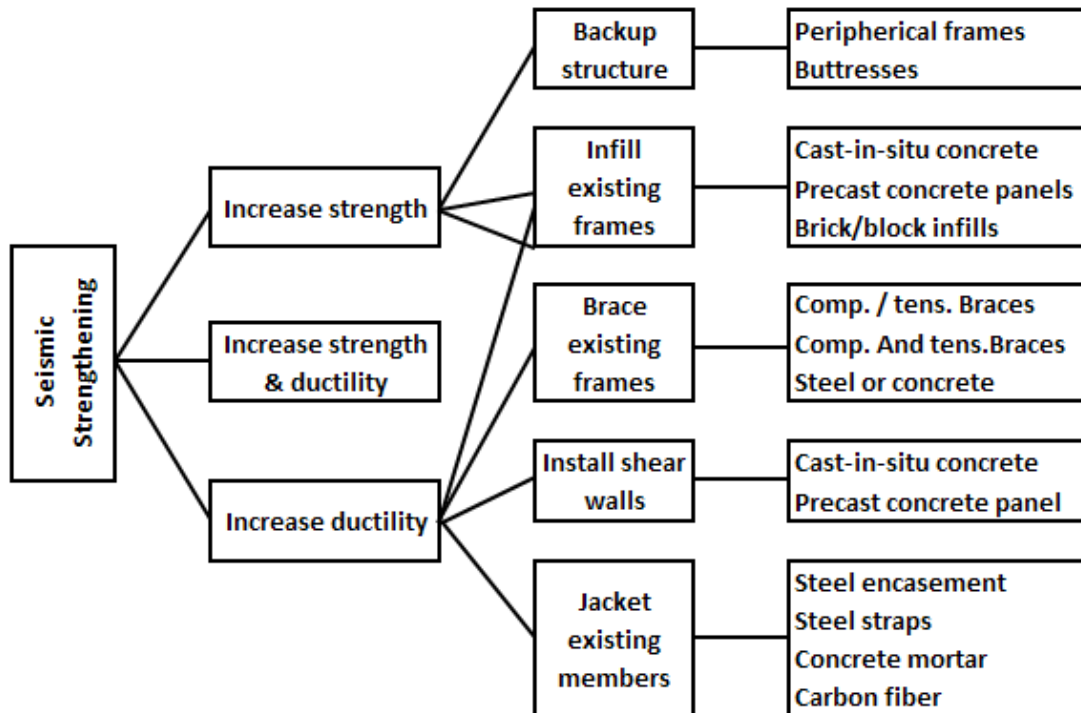 Seismic
Strengthening
Increase strength
Increase strength
& ductility
Increase ductility
Backup
structure
Infill
existing
frames
Brace
existing
frames
Install shear
walls
Jacket
existing
members
Peripherical frames
Buttresses
Cast-in-situ concrete
Precast concrete panels
Brick/block infills
Comp. / tens. Braces
Comp. And tens.Braces
Steel or concrete
Cast-in-situ concrete
Precast concrete panel
Steel encasement
Steel straps
Concrete mortar
Carbon fiber